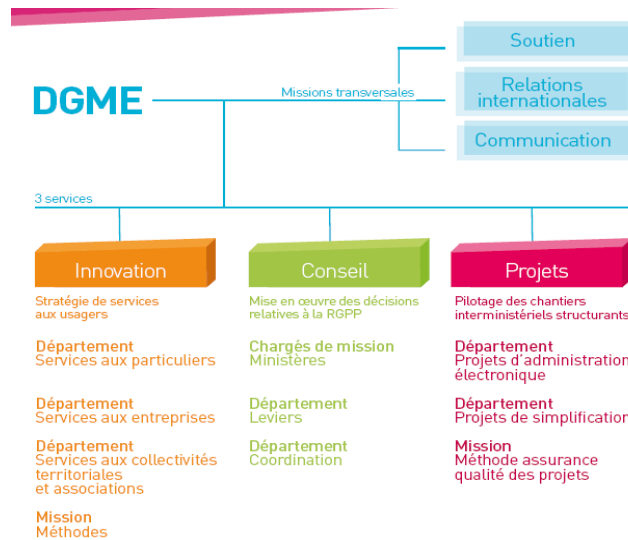 Soutien
DGME
Missions transversales
Relations
internationales
Communication
3 services
Innovation
Stratégie de services
aux usagers
Département
Services aux particuliers
Département
Services aux entreprises
Département
Services aux collectivités
territoriales
et associations
Mission
Méthodes
Conseil
Mise en œuvre des décisions
relatives à la RGPP
Chargés de mission
Ministères
Département
Leviers
Département
Coordination
Projets
Pilotage des chantiers
interministériels structurants
Département
Projets d'administration
électronique
Département
Projets de simplification
Mission
Méthode assurance
qualité des projets